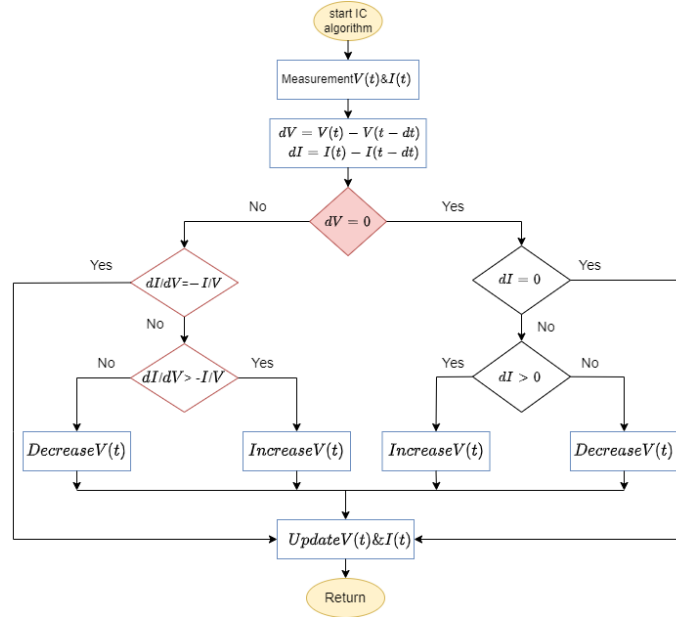 start IC
algorithm
MeasurementV(t)&I(t)
dV = V(t) − V(t − dt)
dI = I(t) − I(t − dt)
No
Yes
dV = 0
Yes
dI/dV=− I/V
dI = 0
Yes
No
No
No
dI/dV> -I/V
Yes
Yes
dI > 0
No
DecreaseV(t)
IncreaseV(t)
IncreaseV(t)
DecreaseV(t)
UpdateV(t)&I(t)
Return